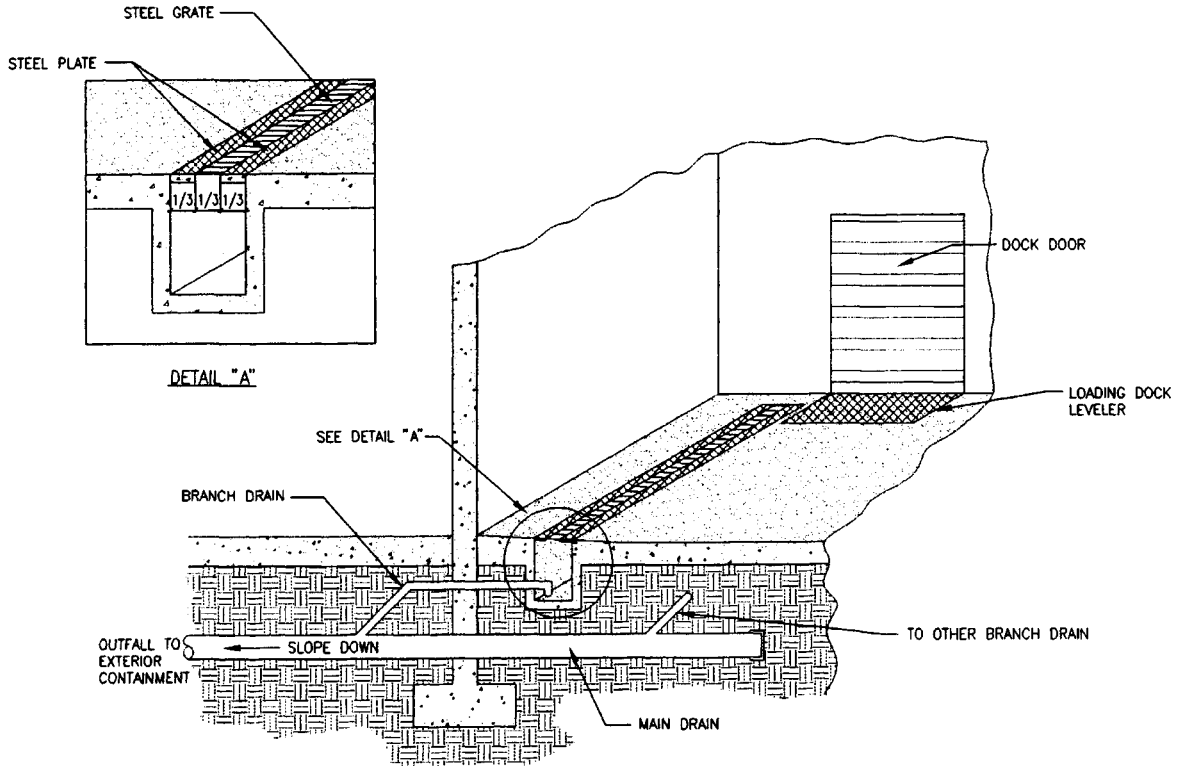 STEEL GRATE
STEEL PLATE
1/3 1/3 1/3
DETAIL "A"
DOCK DOOR
LOADING DOCK
LEVELER
SEE DETAIL "A"
BRANCH DRAIN
TO OTHER BRANCH DRAIN
OUTFALL TO
EXTERIOR
CONTAINMENT
SLOPE DOWN
MAIN DRAIN